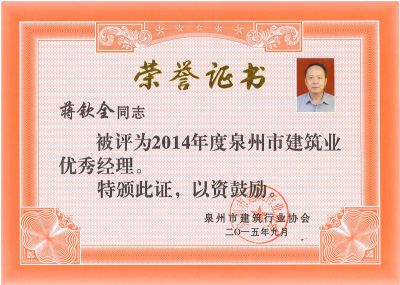 荣誉证书
蒋钦全同志
被评为2014年度泉州市建筑业
优秀经理。
特颁此证，以资鼓励。
泉州市建筑行业协会
二〇一五年九月